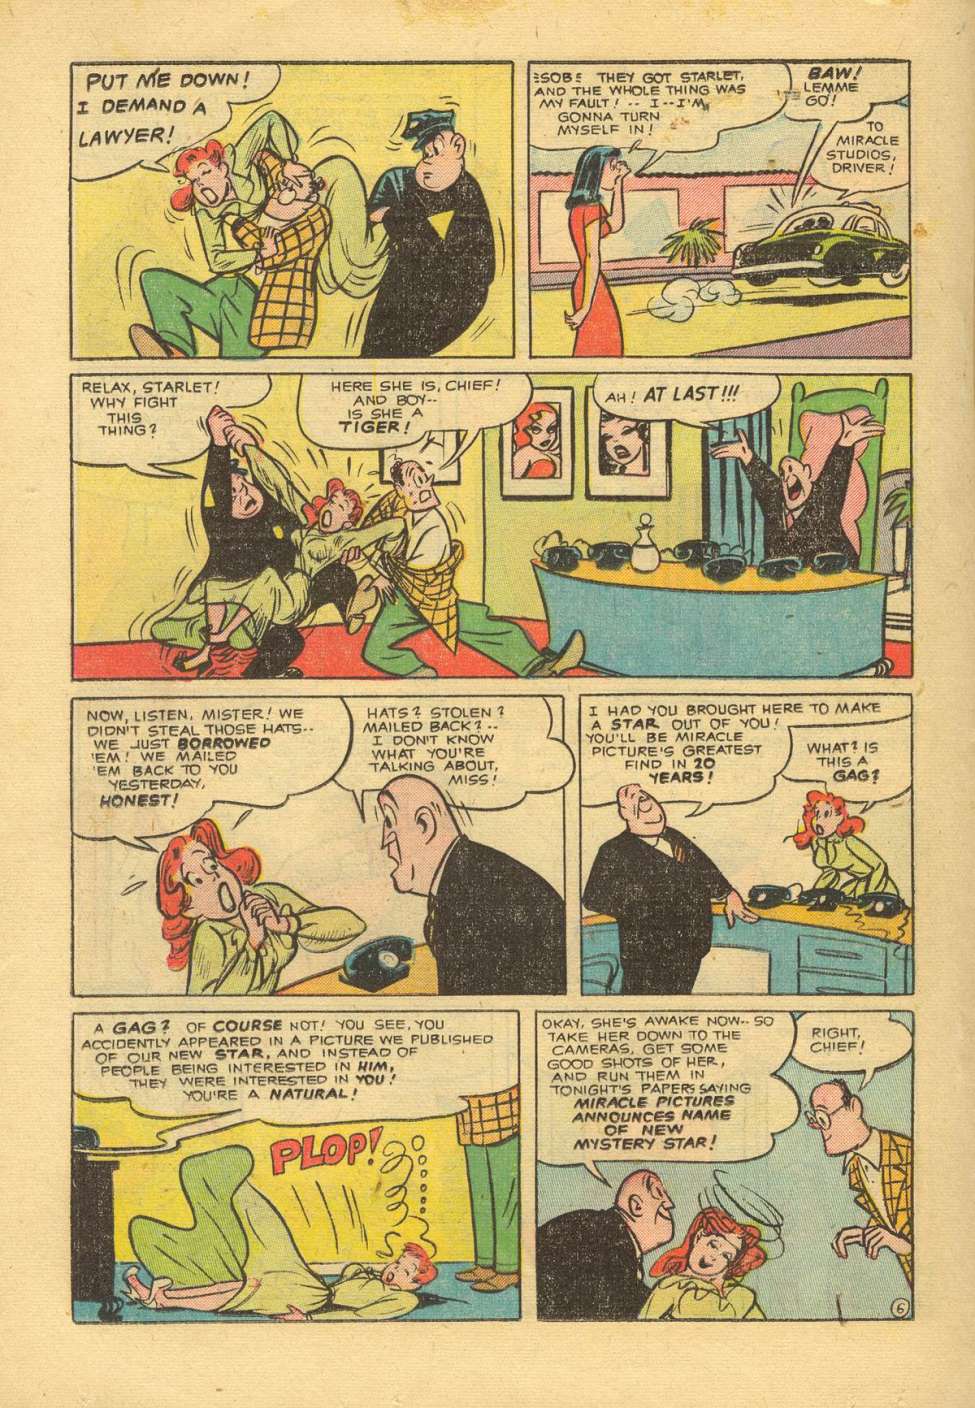 PUT ME DOWN!
I DEMAND A
LAWYER!
SOB! THEY GOT STARLET,
AND THE WHOLE THING WAS
MY FAULT! -- I--I'M
GONNA TURN
MYSELF IN!
BAW!
LEMME
GO!
TO
MIRACLE
STUDIOS,
DRIVER!
RELAX, STARLET!
WHY FIGHT
THIS
THING?
HERE SHE IS, CHIEF!
AND BOY--
IS SHE A
TIGER!
AH! AT LAST!!!
NOW, LISTEN, MISTER! WE
DIDN'T STEAL THOSE HATS--
WE JUST BORROWED
'EM! WE MAILED
'EM BACK TO YOU
YESTERDAY,
HONEST!
HATS? STOLEN?
MAILED BACK?--
I DON'T KNOW
WHAT YOU'RE
TALKING ABOUT,
MISS!
I HAD YOU BROUGHT HERE TO MAKE
A STAR OUT OF YOU!
YOU'LL BE MIRACLE
PICTURE'S GREATEST
FIND IN 20
YEARS!
WHAT? IS
THIS A
GAG?
A GAG? OF COURSE NOT! YOU SEE, YOU
ACCIDENTLY APPEARED IN A PICTURE WE PUBLISHED
OF OUR NEW STAR, AND INSTEAD OF
PEOPLE BEING INTERESTED IN HIM,
THEY WERE INTERESTED IN YOU!
YOU'RE A NATURAL!
PLOP!
OKAY, SHE'S AWAKE NOW-- SO
TAKE HER DOWN TO THE
CAMERAS, GET SOME
GOOD SHOTS OF HER,
AND RUN THEM IN
TONIGHT'S PAPERS SAYING
MIRACLE PICTURES
ANNOUNCES NAME
OF NEW
MYSTERY STAR!
RIGHT,
CHIEF!
6